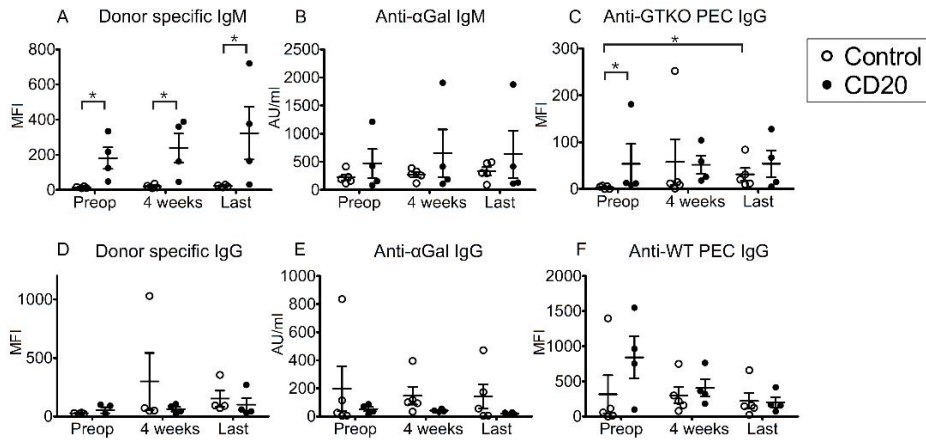 A Donor specific IgM
MFI
800
600
400
200
0
* * *
Preop 4 weeks Last
B Anti-αGal IgM
AU/ml
2500
2000
1500
1000
500
0
Preop 4 weeks Last
C Anti-GTKO PEC IgG
MFI
300
200
100
0
* *
Preop 4 weeks Last
Control
CD20
D Donor specific IgG
MFI
1000
500
0
Preop 4 weeks Last
E Anti-αGal IgG
AU/ml
1000
800
600
400
200
0
Preop 4 weeks Last
F Anti-WT PEC IgG
MFI
2000
1500
1000
500
0
Preop 4 weeks Last